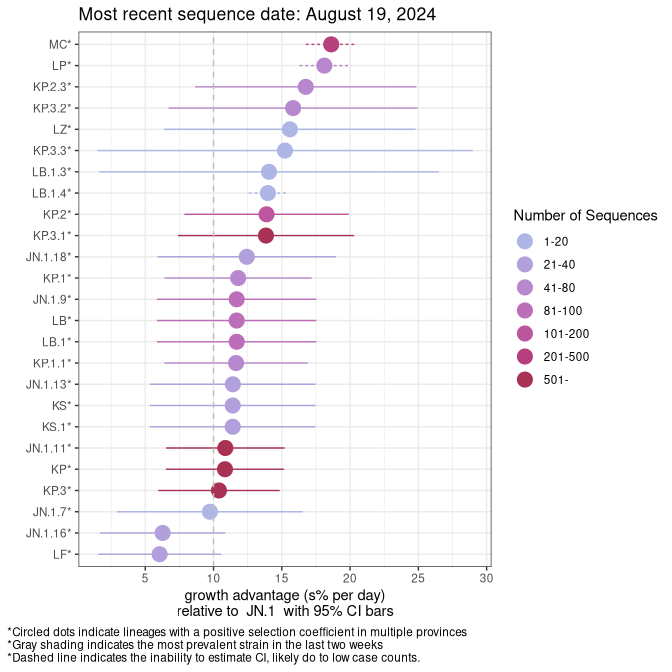 Most recent sequence date: August 19, 2024
MC*
LP*
KP.2.3*
KP.3.2*
LZ*
KP.3.3*
LB.1.3*
LB.1.4*
KP.2*
KP.3.1*
JN.1.18*
KP.1*
JN.1.9*
LB*
LB.1*
KP.1.1*
JN.1.13*
KS*
KS.1*
JN.1.11*
KP*
KP.3*
JN.1.7*
JN.1.16*
LF*
5 10 15 20 25 30
growth advantage (s% per day)
relative to JN.1 with 95% CI bars
Number of Sequences
1-20
21-40
41-80
81-100
101-200
201-500
501-
*Circled dots indicate lineages with a positive selection coefficient in multiple provinces
*Gray shading indicates the most prevalent strain in the last two weeks
*Dashed line indicates the inability to estimate CI, likely do to low case counts.